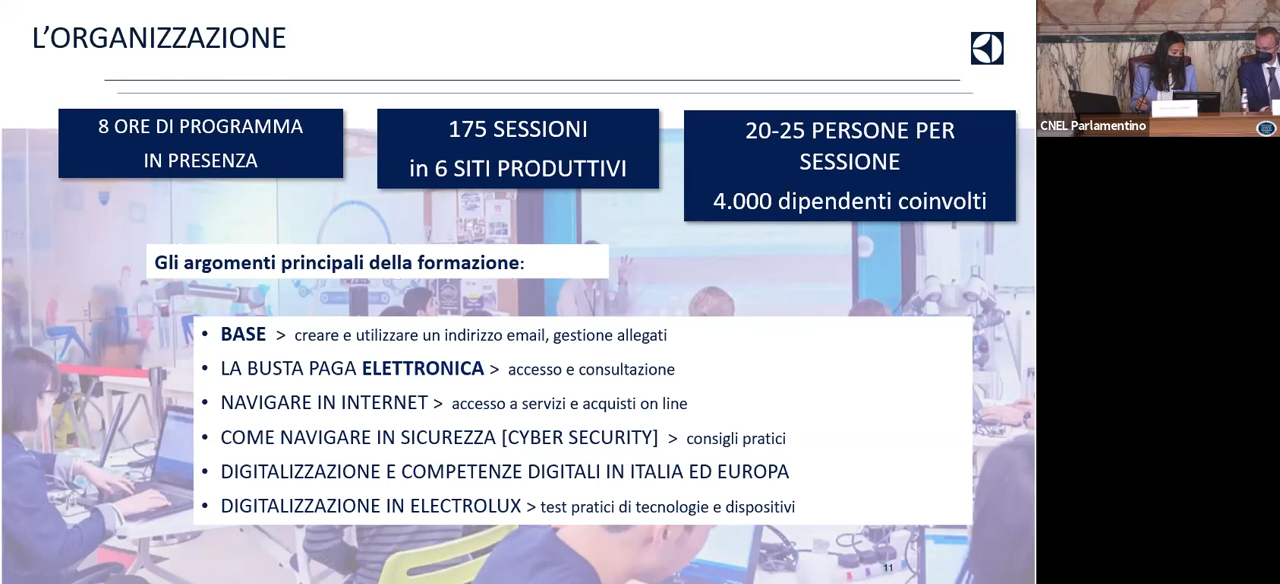 L'ORGANIZZAZIONE
8 ORE DI PROGRAMMA
IN PRESENZA
175 SESSIONI
in 6 SITI PRODUTTIVI
20-25 PERSONE PER
SESSIONE
4.000 dipendenti coinvolti
Gli argomenti principali della formazione:
• BASE > creare e utilizzare un indirizzo email, gestione allegati
• LA BUSTA PAGA ELETTRONICA > accesso e consultazione
• NAVIGARE IN INTERNET > accesso a servizi e acquisti on line
• COME NAVIGARE IN SICUREZZA [CYBER SECURITY] > consigli pratici
• DIGITALIZZAZIONE E COMPETENZE DIGITALI IN ITALIA ED EUROPA
• DIGITALIZZAZIONE IN ELECTROLUX > test pratici di tecnologie e dispositivi
11
CNEL Parlamentino